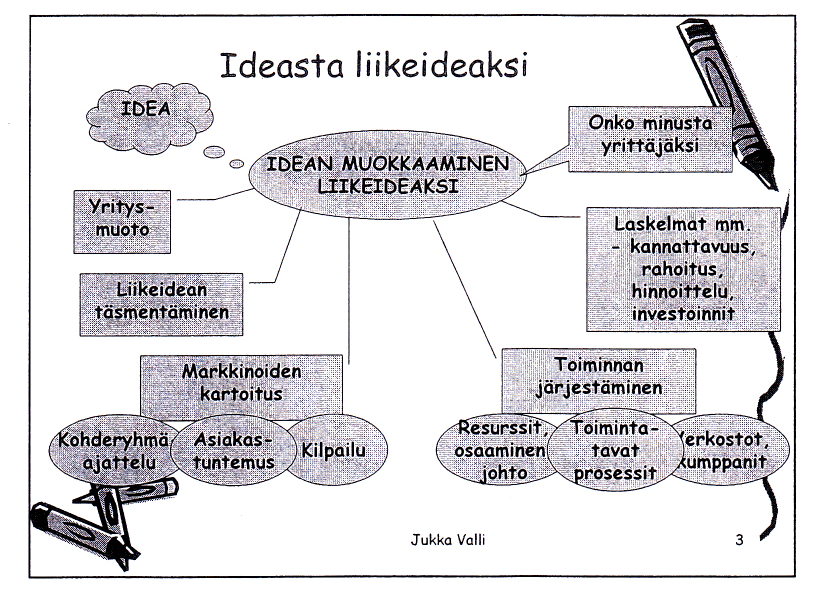 Ideasta liikeideaksi
IDEA
IDEAN MUOKKAAMINEN
LIIKEIDEAKSI
Onko minusta
yrittäjäksi
Yritys-
muoto
Laskelmat mm.
- kannattavuus,
rahoitus,
hinnoittelu,
investoinnit
Liikeidean
täsmentäminen
Markkinoiden
kartoitus
Toiminnan
järjestäminen
Kohderyhmä
ajattelu
Asiakas-
tuntemus
Kilpailu
Resurssit,
osaaminen
johto
Toiminta-
tavat
prosessit
erkostot,
kumppanit
Jukka Valli
3